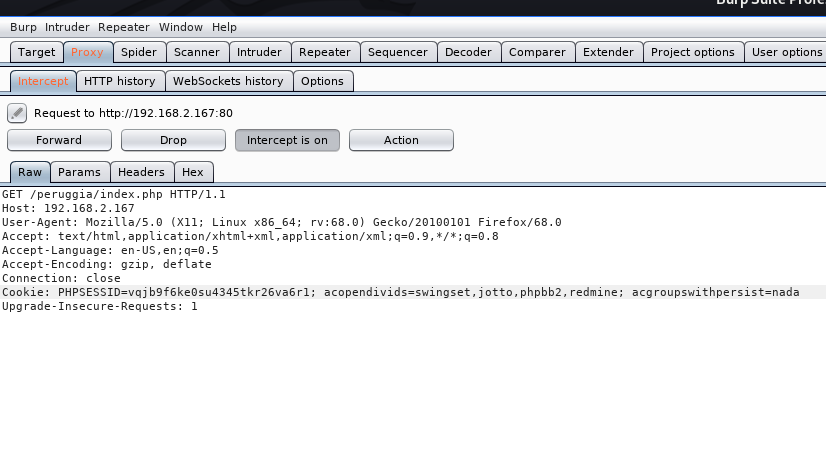 Burp Suite Profe
Burp Intruder Repeater Window Help
Target Proxy Spider Scanner Intruder Repeater Sequencer Decoder Comparer Extender Project options User options
Intercept HTTP history WebSockets history Options
Request to http://192.168.2.167:80
Forward Drop Intercept is on Action
Raw Params Headers Hex
GET /peruggia/index.php HTTP/1.1
Host: 192.168.2.167
User-Agent: Mozilla/5.0 (X11; Linux x86_64; rv:68.0) Gecko/20100101 Firefox/68.0
Accept: text/html,application/xhtml+xml,application/xml;q=0.9,*/*;q=0.8
Accept-Language: en-US,en;q=0.5
Accept-Encoding: gzip, deflate
Connection: close
Cookie: PHPSESSID=vqjb9f6ke0su4345tkr26va6r1; acopendivids=swingset,jotto,phpbb2,redmine; acgroupswithpersist=nada
Upgrade-Insecure-Requests: 1